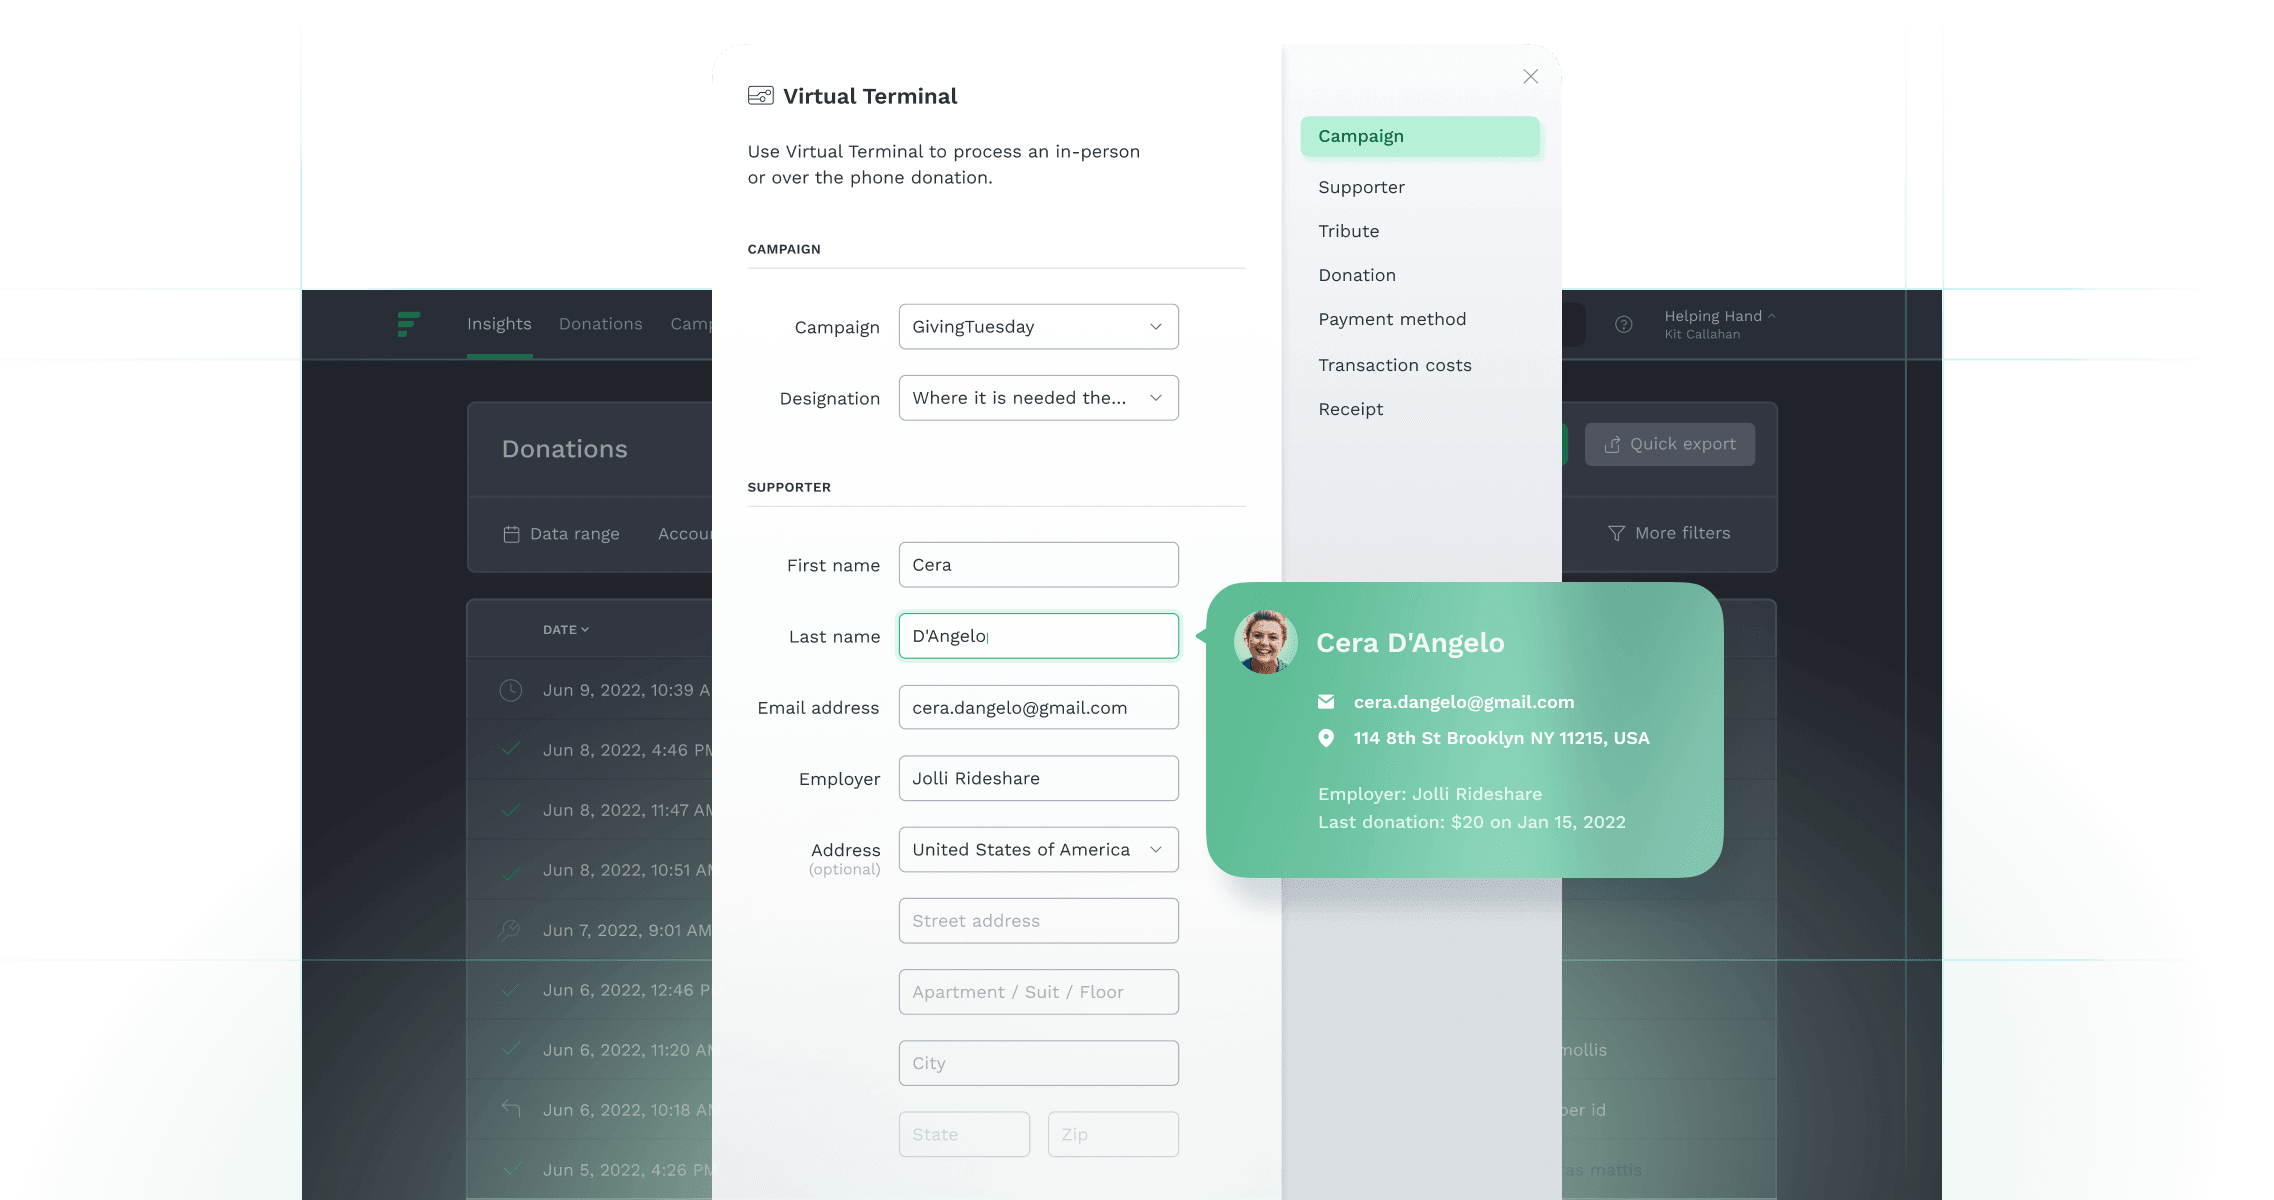 Virtual Terminal
Use Virtual Terminal to process an in-person
or over the phone donation.
CAMPAIGN
Campaign
GivingTuesday
Designation
Where it is needed the...
SUPPORTER
First name
Cera
Last name
D'Angelo
Email address
cera.dangelo@gmail.com
Employer
Jolli Rideshare
Address
(optional)
United States of America
Street address
Apartment / Suit / Floor
City
State
Zip
Campaign
Supporter
Tribute
Donation
Payment method
Transaction costs
Receipt
Cera D'Angelo
cera.dangelo@gmail.com
114 8th St Brooklyn NY 11215, USA
Employer: Jolli Rideshare
Last donation: $20 on Jan 15, 2022
Insights
Donations
Helping Hand
Kit Callahan
Donations
Quick export
Data range
More filters
DATE
Jun 9, 2022, 10:39 A
Jun 8, 2022, 4:46 PM
Jun 8, 2022, 11:47 AM
Jun 8, 2022, 10:51 AM
Jun 7, 2022, 9:01 AM
Jun 6, 2022, 12:46 P
Jun 6, 2022, 11:20 AM
mollis
Jun 6, 2022, 10:18 AM
per id
Jun 5, 2022, 4:26 PM
mattis